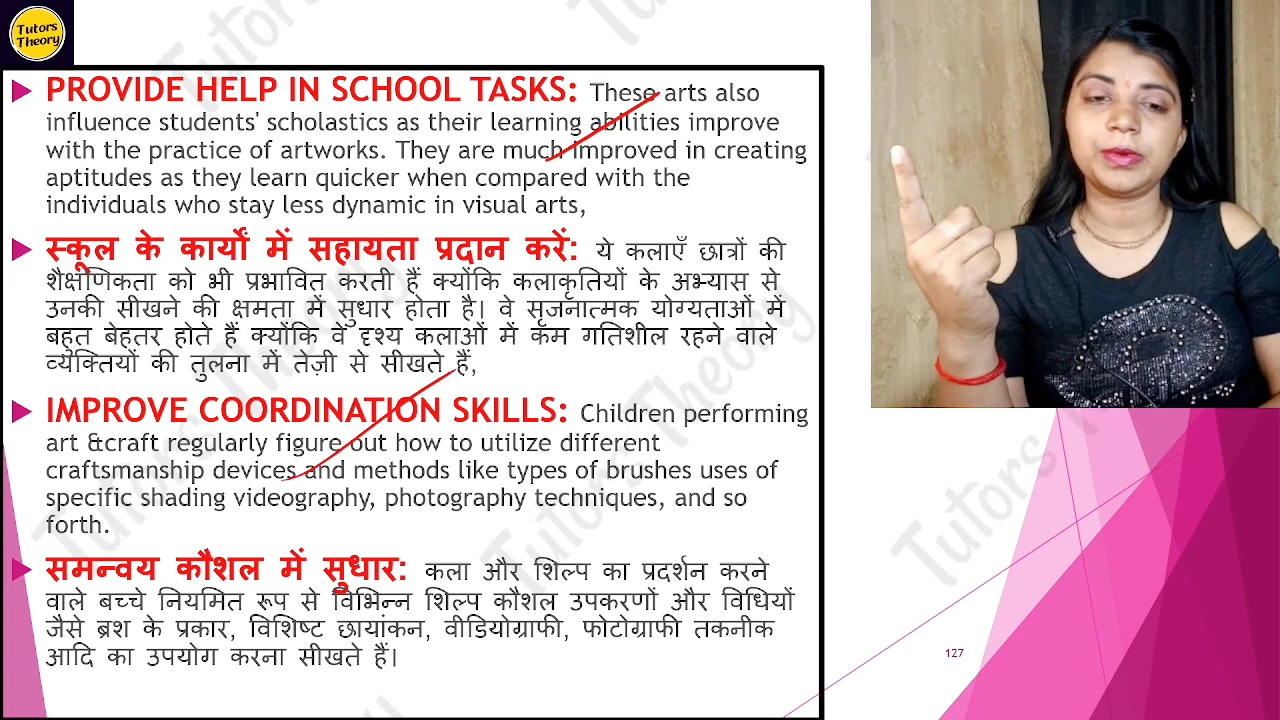 Tutors
Theory
PROVIDE HELP IN SCHOOL TASKS: These arts also
influence students' scholastics as their learning abilities improve
with the practice of artworks. They are much improved in creating
aptitudes as they learn quicker when compared with the
individuals who stay less dynamic in visual arts,
स्कूल के कार्यों में सहायता प्रदान करें: ये कलाएँ छात्रों की
शैक्षणिकता को भी प्रभावित करती हैं क्योंकि कलाकृतियों के अभ्यास से
उनकी सीखने की क्षमता में सुधार होता है। वे सृजनात्मक योग्यताओं में
बहुत बेहतर होते हैं क्योंकि वे दृश्य कलाओं में कम गतिशील रहने वाले
व्यक्तियों की तुलना में तेज़ी से सीखते हैं,
IMPROVE COORDINATION SKILLS: Children performing
art &craft regularly figure out how to utilize different
craftsmanship devices and methods like types of brushes uses of
specific shading videography, photography techniques, and so
forth.
समन्वय कौशल में सुधार: कला और शिल्प का प्रदर्शन करने
वाले बच्चे नियमित रूप से विभिन्न शिल्प कौशल उपकरणों और विधियों
जैसे ब्रश के प्रकार, विशिष्ट छायांकन, वीडियोग्राफी, फोटोग्राफी तकनीक
आदि का उपयोग करना सीखते हैं।
127
Tutors Theory